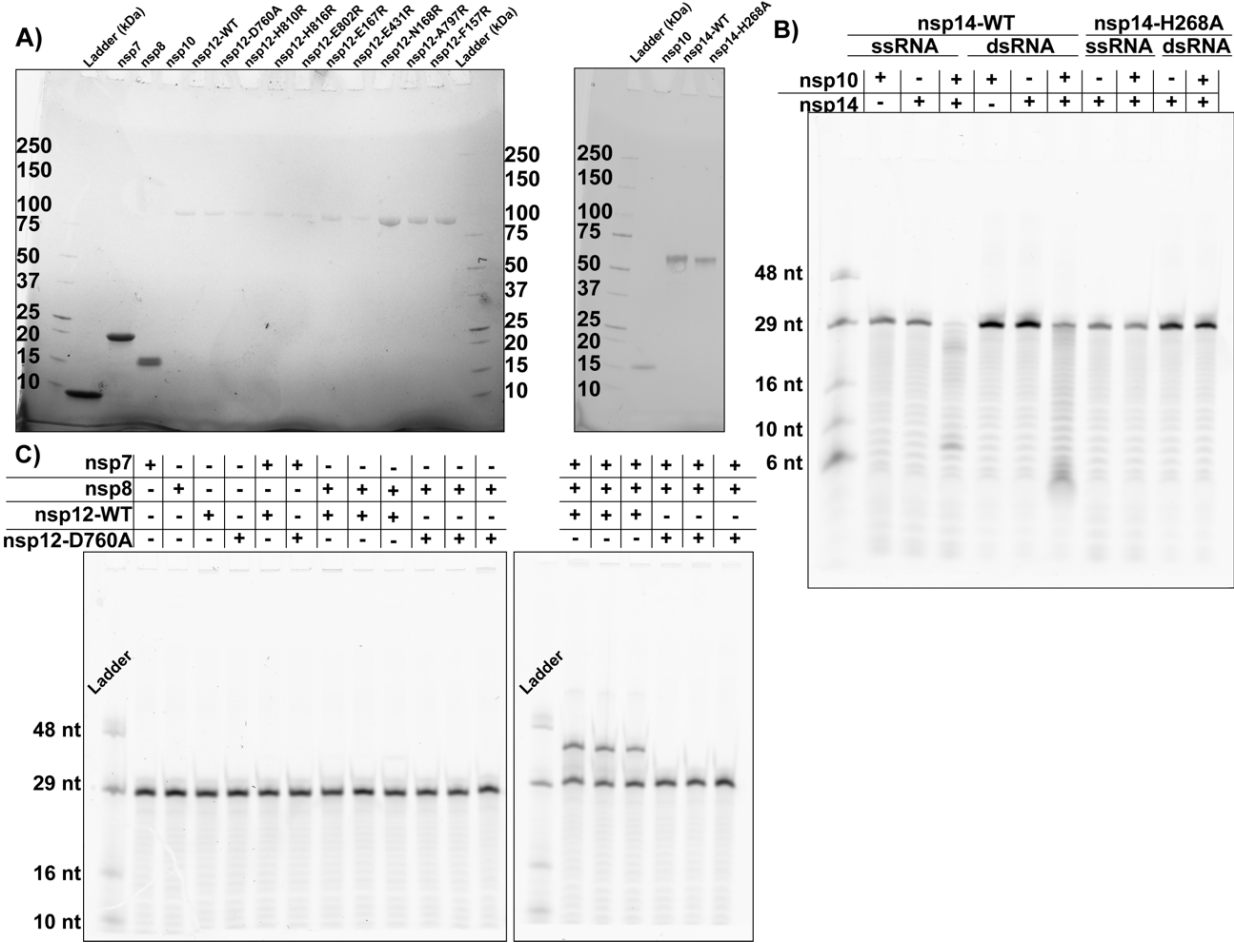 A)
Ladder (kDa)
nsp7
nsp8
nsp10
nsp12-WT
nsp12-D760A
nsp12-H810R
nsp12-H816R
nsp12-E802R
nsp12-E167R
nsp12-E431R
nsp12-N168R
nsp12-A797R
nsp12-F157R
Ladder (kDa)
250
150
100
75
50
37
25
20
15
10
250
150
100
75
50
37
25
20
15
10
Ladder (kDa)
nsp10
nsp14-WT
nsp14-H268A
250
150
100
75
50
37
25
20
15
10
B)
nsp14-WT nsp14-H268A
ssRNA dsRNA ssRNA dsRNA
nsp10 + - + + - + - + - +
nsp14 - + + - + + + + + +
48 nt
29 nt
16 nt
10 nt
6 nt
C)
nsp7 + - - - + + - - - - - - + + + + + +
nsp8 - + - - - - + + + + + + + + + + + +
nsp12-WT - - + - + - + + + - - - + + + - - -
nsp12-D760A - - - + - + - - - + + + - - - + + +
Ladder
48 nt
29 nt
16 nt
10 nt
Ladder